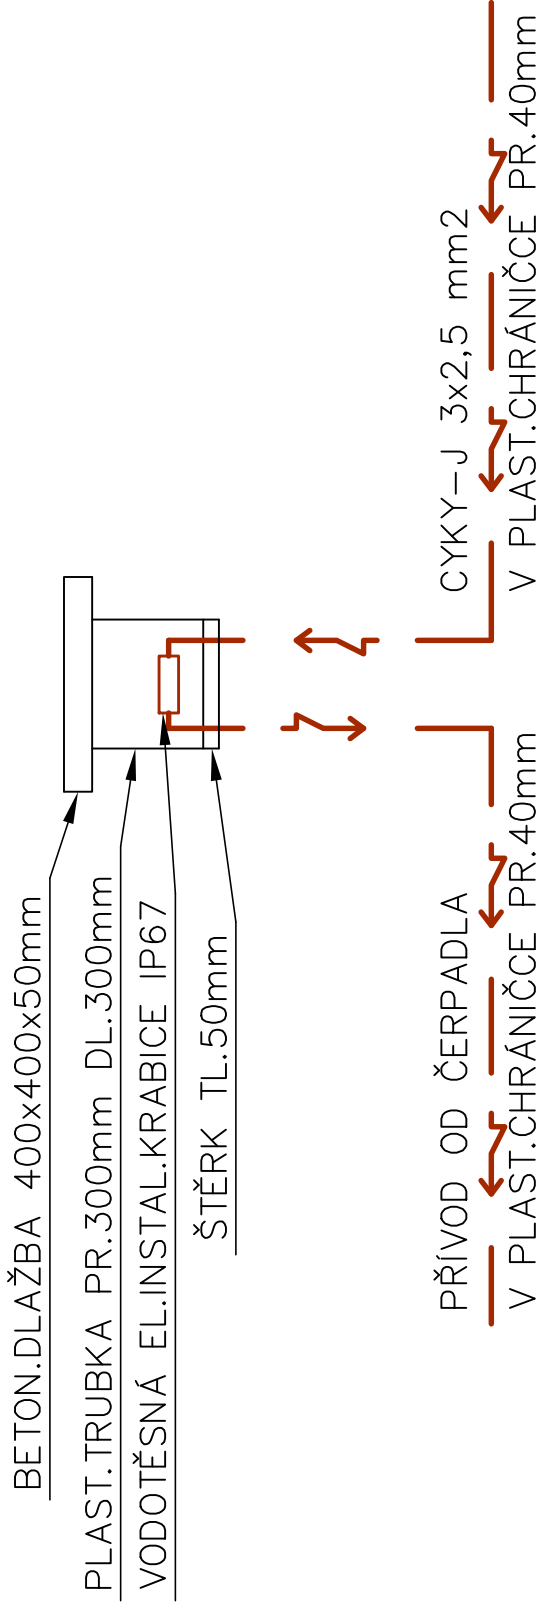 BETON.DLAŽBA 400x400x50mm
PLAST.TRUBKA PR.300mm DL.300mm
VODOTĚSNÁ EL.INSTAL.KRABICE IP67
ŠTĚRK TL.50mm
PŘÍVOD OD ČERPADLA
V PLAST.CHRÁNIČCE PR.40mm
CYKY-J 3x2,5 mm2
V PLAST.CHRÁNIČCE PR.40mm